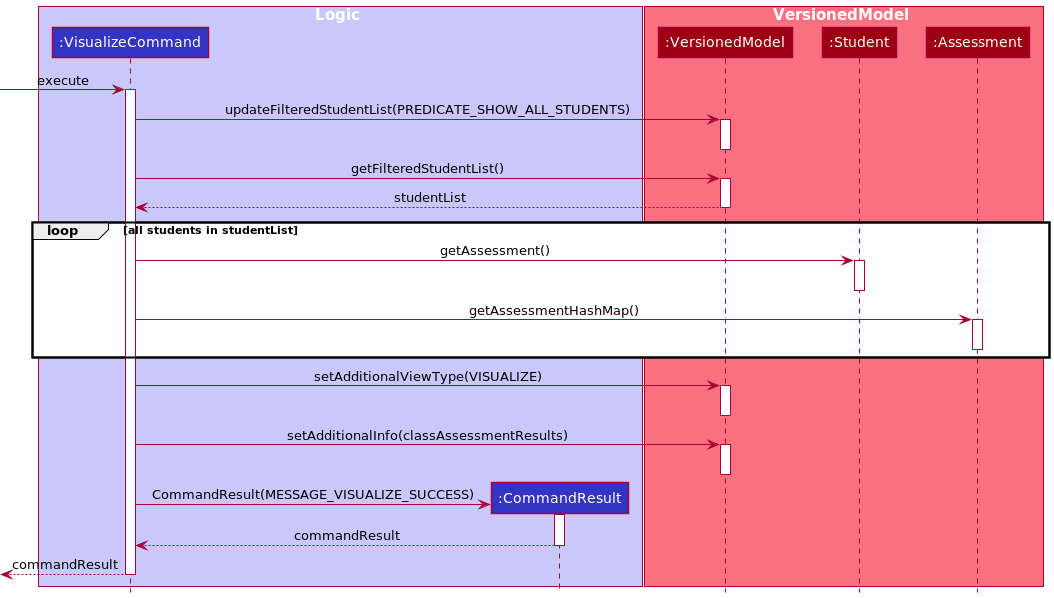 Logic
VersionedModel
:VisualizeCommand
:VersionedModel
:Student
:Assessment
execute
updateFilteredStudentList(PREDICATE_SHOW_ALL_STUDENTS)
getFilteredStudentList()
studentList
loop
[all students in studentList]
getAssessment()
getAssessmentHashMap()
setAdditionalViewType(VISUALIZE)
setAdditionalInfo(classAssessmentResults)
CommandResult(MESSAGE_VISUALIZE_SUCCESS)
:CommandResult
commandResult
commandResult